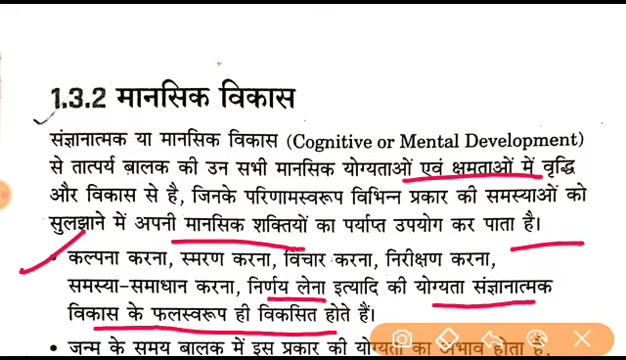 1.3.2 मानसिक विकास
संज्ञानात्मक या मानसिक विकास (Cognitive or Mental Development)
से तात्पर्य बालक की उन सभी मानसिक योग्यताओं एवं क्षमताओं में वृद्धि
और विकास से है, जिनके परिणामस्वरूप विभिन्न प्रकार की समस्याओं को
सुलझाने में अपनी मानसिक शक्तियों का पर्याप्त उपयोग कर पाता है।
• कल्पना करना, स्मरण करना, विचार करना, निरीक्षण करना,
समस्या-समाधान करना, निर्णय लेना इत्यादि की योग्यता संज्ञानात्मक
विकास के फलस्वरूप ही विकसित होते हैं।
• जन्म के समय बालक में इस प्रकार की योग्यता का अभाव होता है,